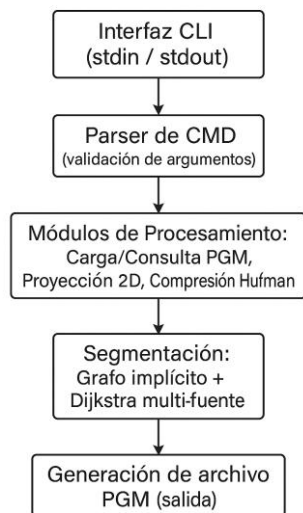 Interfaz CLI
(stdin / stdout)
Parser de CMD
(validación de argumentos)
Módulos de Procesamiento:
Carga/Consulta PGM,
Proyección 2D, Compresión Hufman
Segmentación:
Grafo implícito +
Dijkstra multi-fuente
Generación de archivo
PGM (salida)